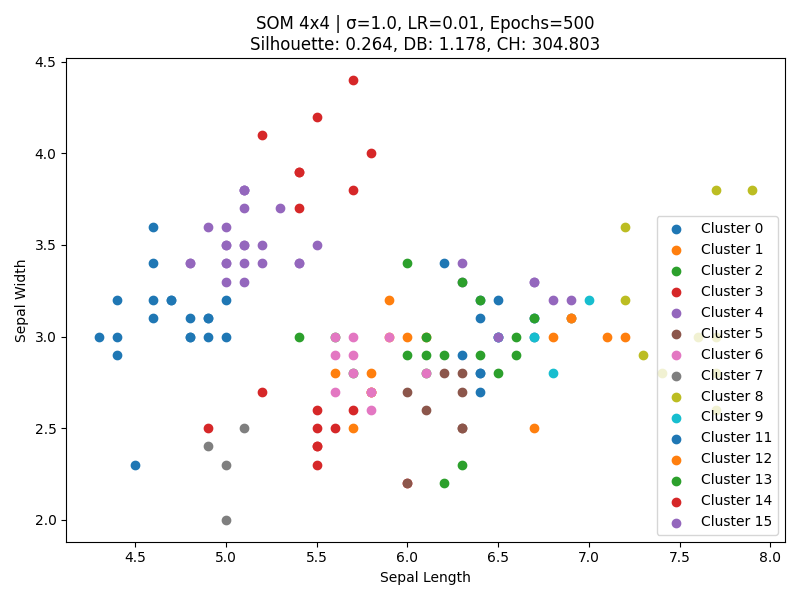 SOM 4x4 | σ=1.0, LR=0.01, Epochs=500
Silhouette: 0.264, DB: 1.178, CH: 304.803
4.5
4.0
3.5
3.0
2.5
2.0
Sepal Width
Cluster 0
Cluster 1
Cluster 2
Cluster 3
Cluster 4
Cluster 5
Cluster 6
Cluster 7
Cluster 8
Cluster 9
Cluster 11
Cluster 12
Cluster 13
Cluster 14
Cluster 15
4.5 5.0 5.5 6.0 6.5 7.0 7.5 8.0
Sepal Length